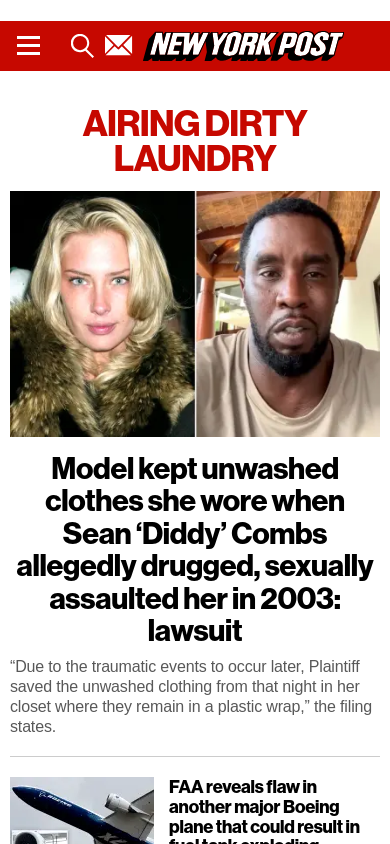 NEW YORK POST
AIRING DIRTY
LAUNDRY
Model kept unwashed
clothes she wore when
Sean ‘Diddy’ Combs
allegedly drugged, sexually
assaulted her in 2003:
lawsuit
“Due to the traumatic events to occur later, Plaintiff
saved the unwashed clothing from that night in her
closet where they remain in a plastic wrap,” the filing
states.
BOEING
FAA reveals flaw in
another major Boeing
plane that could result in
fuel tank exploding